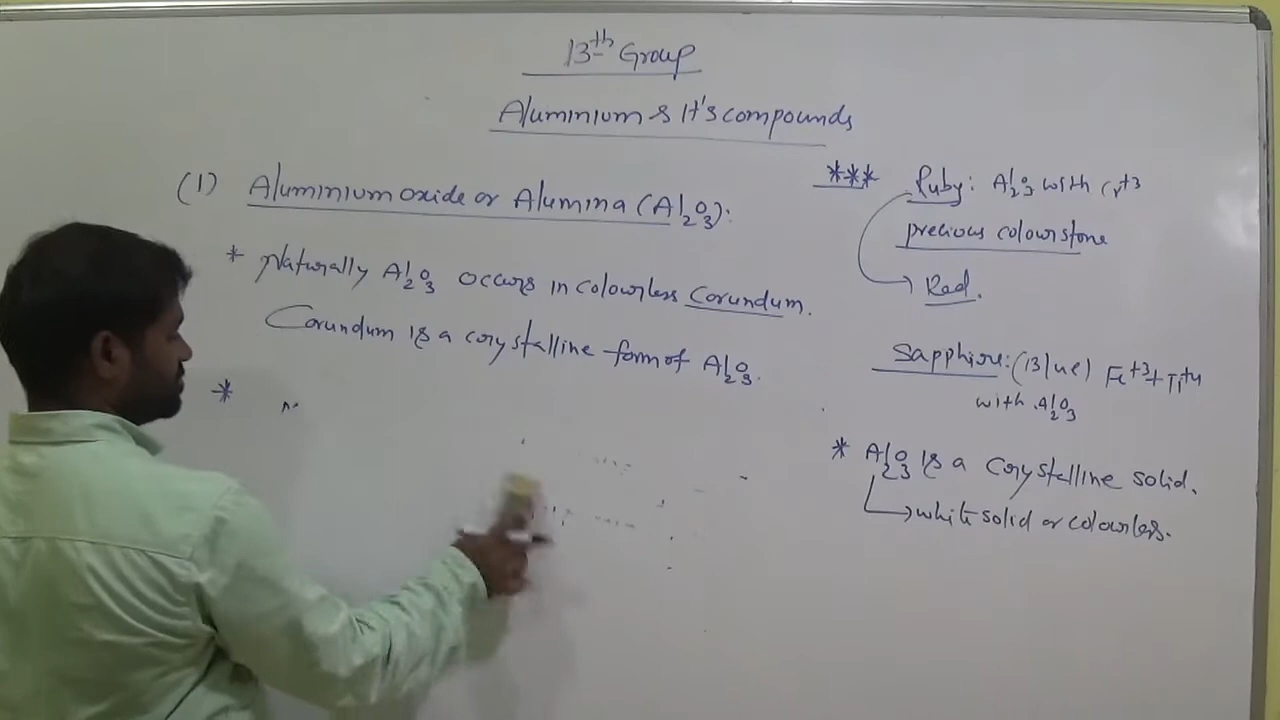 13th Group
Aluminium & It's compounds
(1) Aluminium oxide or Alumina (Al2O3):
* Naturally Al2O3 occurs in colourless Corundum.
Corundum is a crystalline form of Al2O3.
*
*** Ruby: Al2O3 with Cr+3
precious colour stone
→ Red.
Sapphire: (Blue) Fe+3 + Ti+4
with Al2O3
* Al2O3 is a crystalline solid.
→ white solid or colourless.